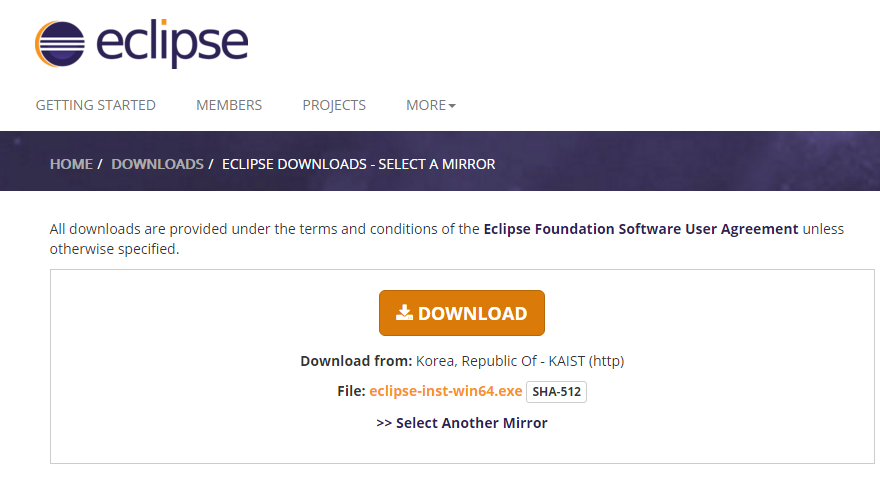 eclipse
GETTING STARTED MEMBERS PROJECTS MORE
HOME / DOWNLOADS / ECLIPSE DOWNLOADS - SELECT A MIRROR
All downloads are provided under the terms and conditions of the Eclipse Foundation Software User Agreement unless
otherwise specified.
DOWNLOAD
Download from: Korea, Republic Of - KAIST (http)
File: eclipse-inst-win64.exe SHA-512
>> Select Another Mirror